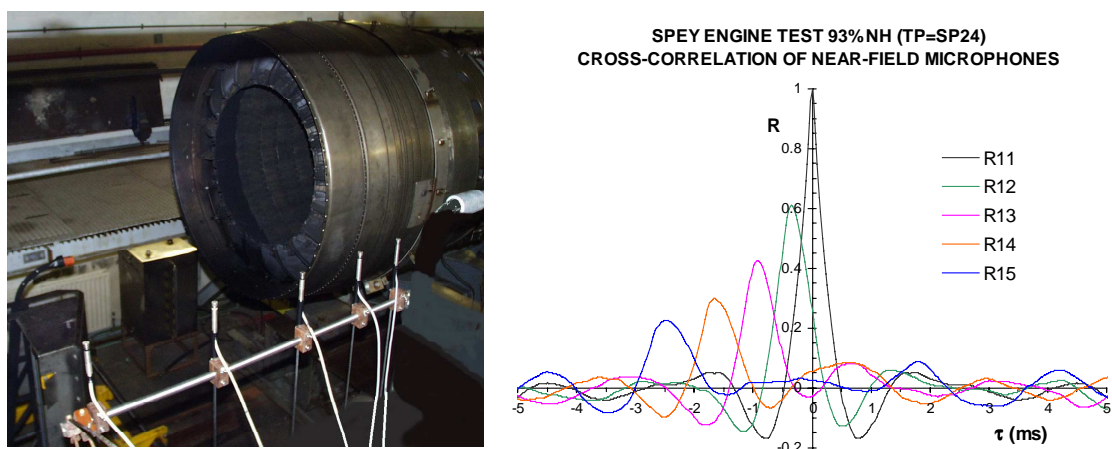 SPEY ENGINE TEST 93%NH (TP=SP24)
CROSS-CORRELATION OF NEAR-FIELD MICROPHONES
R
1
0.8
0.6
0.4
0.2
0
-0.2
R11
R12
R13
R14
R15
-5 -4 -3 -2 -1 0 1 2 3 4 5
τ (ms)